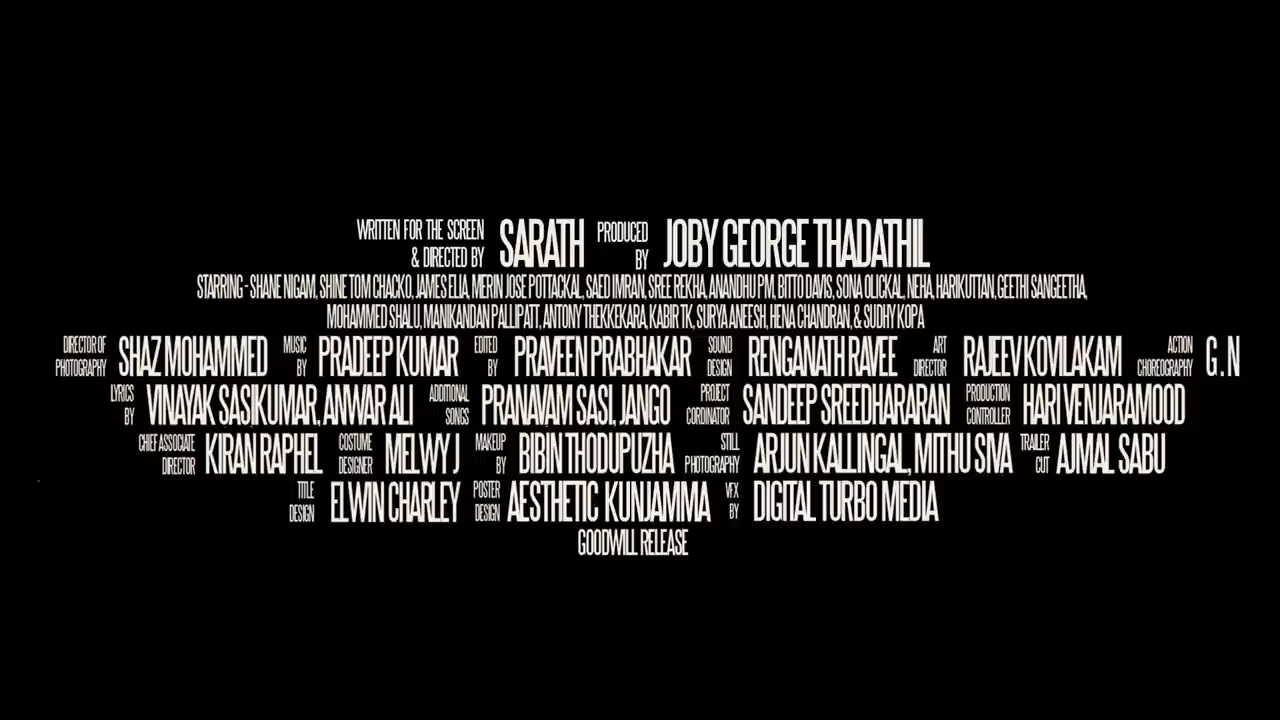 WRITTEN FOR THE SCREEN & DIRECTED BY SARATH PRODUCED BY JOBY GEORGE THADATHIL
STARRING - SHANE NIGAM, SHINE TOM CHACKO, JAMES ELIA, MERIN JOSE POTTACKAL, SAED IMRAN, SREE REKHA, ANANDHU PM, BITTO DAVIS, SONA OLICKAL, NEHA, HARIKUTTAN, GEETHI SANGEETHA,
MOHAMMED SHALU, MANIKANDAN PALLIPATT, ANTONY THEKKEKARA, KABIR TK, SURYA ANEESH, HENA CHANDRAN, & SUDHY KOPA
DIRECTOR OF PHOTOGRAPHY SHAZ MOHAMMED MUSIC BY PRADEEP KUMAR EDITED BY PRAVEEN PRABHAKAR SOUND DESIGN RENGANATH RAVEE ART DIRECTOR RAJEEV KOVILAKAM ACTION CHOREOGRAPHY G . N
LYRICS BY VINAYAK SASIKUMAR, ANWAR ALI ADDITIONAL SONGS PRANAVAM SASI, JANGO PROJECT CORDINATOR SANDEEP SREEDHARARAN PRODUCTION CONTROLLER HARI VENJARAMOOD
CHIEF ASSOCIATE DIRECTOR KIRAN RAPHEL COSTUME DESIGNER MELWY J MAKEUP BY BIBIN THODUPUZHA STILL PHOTOGRAPHY ARJUN KALLINGAL, MITHU SIVA TRAILER CUT AJMAL SABU
TITLE DESIGN ELWIN CHARLEY POSTER DESIGN AESTHETIC KUNJAMMA VFX BY DIGITAL TURBO MEDIA
GOODWILL RELEASE